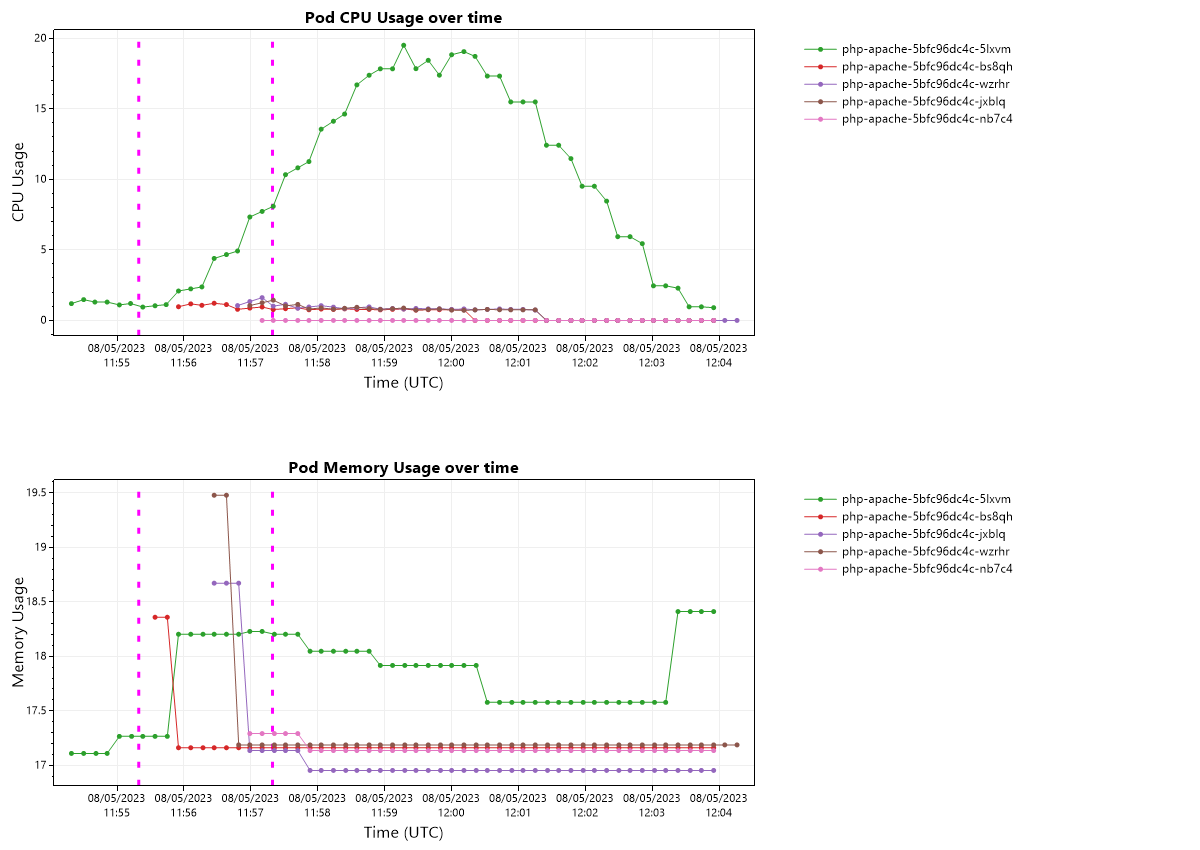 Pod CPU Usage over time
20
15
10
5
0
CPU Usage
08/05/2023 08/05/2023 08/05/2023 08/05/2023 08/05/2023 08/05/2023 08/05/2023 08/05/2023 08/05/2023 08/05/2023
11:55 11:56 11:57 11:58 11:59 12:00 12:01 12:02 12:03 12:04
Time (UTC)
php-apache-5bfc96dc4c-5lxvm
php-apache-5bfc96dc4c-bs8qh
php-apache-5bfc96dc4c-wzrhr
php-apache-5bfc96dc4c-jxblq
php-apache-5bfc96dc4c-nb7c4
Pod Memory Usage over time
19.5
19
18.5
18
17.5
17
Memory Usage
08/05/2023 08/05/2023 08/05/2023 08/05/2023 08/05/2023 08/05/2023 08/05/2023 08/05/2023 08/05/2023 08/05/2023
11:55 11:56 11:57 11:58 11:59 12:00 12:01 12:02 12:03 12:04
Time (UTC)
php-apache-5bfc96dc4c-5lxvm
php-apache-5bfc96dc4c-bs8qh
php-apache-5bfc96dc4c-jxblq
php-apache-5bfc96dc4c-wzrhr
php-apache-5bfc96dc4c-nb7c4